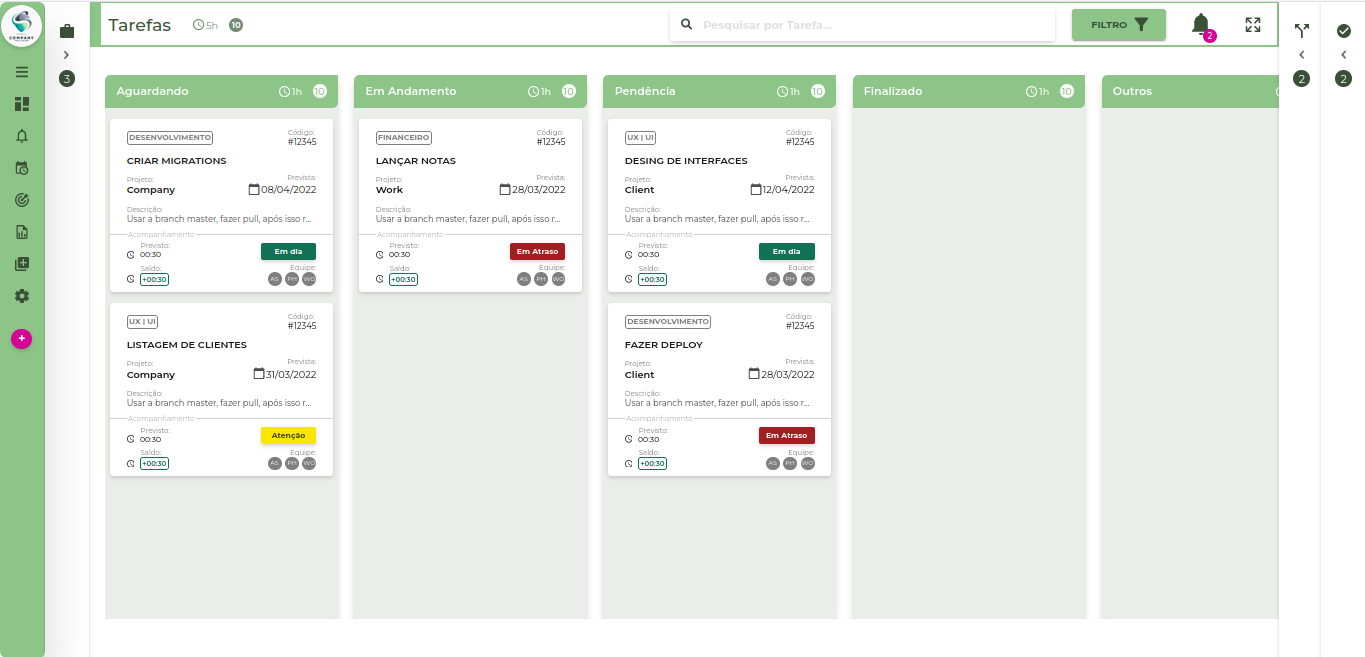 COMPANY
3
Tarefas
5h
10
Pesquisar por Tarefa...
FILTRO
2
2
2
Aguardando
1h
10
DESENVOLVIMENTO
Código:
#12345
CRIAR MIGRATIONS
Projeto:
Company
Prevista:
08/04/2022
Descrição:
Usar a branch master, fazer pull, após isso r...
Acompanhamento
Previsto:
00:30
Em dia
Saldo:
+00:30
Equipe:
AS PH WO
UX | UI
Código:
#12345
LISTAGEM DE CLIENTES
Projeto:
Company
Prevista:
31/03/2022
Descrição:
Usar a branch master, fazer pull, após isso r...
Acompanhamento
Previsto:
00:30
Atenção
Saldo:
+00:30
Equipe:
AS PH WO
Em Andamento
1h
10
FINANCEIRO
Código:
#12345
LANÇAR NOTAS
Projeto:
Work
Prevista:
28/03/2022
Descrição:
Usar a branch master, fazer pull, após isso r...
Acompanhamento
Previsto:
00:30
Em Atraso
Saldo:
+00:30
Equipe:
AS PH WO
Pendência
1h
10
UX | UI
Código:
#12345
DESING DE INTERFACES
Projeto:
Client
Prevista:
12/04/2022
Descrição:
Usar a branch master, fazer pull, após isso r...
Acompanhamento
Previsto:
00:30
Em dia
Saldo:
+00:30
Equipe:
AS PH WO
DESENVOLVIMENTO
Código:
#12345
FAZER DEPLOY
Projeto:
Client
Prevista:
28/03/2022
Descrição:
Usar a branch master, fazer pull, após isso r...
Acompanhamento
Previsto:
00:30
Em Atraso
Saldo:
+00:30
Equipe:
AS PH WO
Finalizado
1h
10
Outros